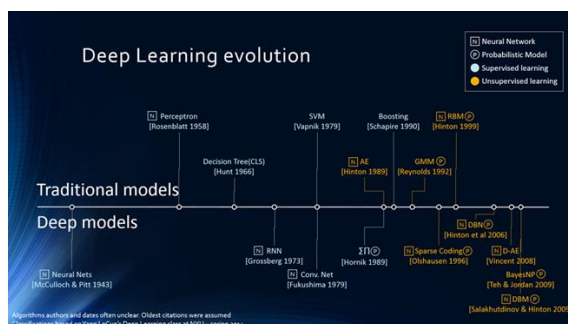 Deep Learning evolution
N Neural Network
P Probabilistic Model
Supervised learning
Unsupervised learning
N Perceptron
[Rosenblatt 1958]
SVM
[Vapnik 1979]
Boosting
[Schapire 1990]
N RBM P
[Hinton 1999]
Decision Tree(CLS)
[Hunt 1966]
N AE
[Hinton 1989]
GMM P
[Reynolds 1992]
Traditional models
Deep models
N Neural Nets
[McCulloch & Pitt 1943]
N RNN
[Grossberg 1973]
N Conv. Net
[Fukushima 1979]
ΣΠ P
[Hornik 1989]
N Sparse Coding P
[Olshausen 1996]
N DBN P
[Hinton et al 2006]
N D-AE
[Vincent 2008]
BayesNP P
[Teh & Jordan 2009]
N DBM P
[Salakhutdinov & Hinton 2009
Algorithms authors and dates often unclear. Oldest citations were assumed